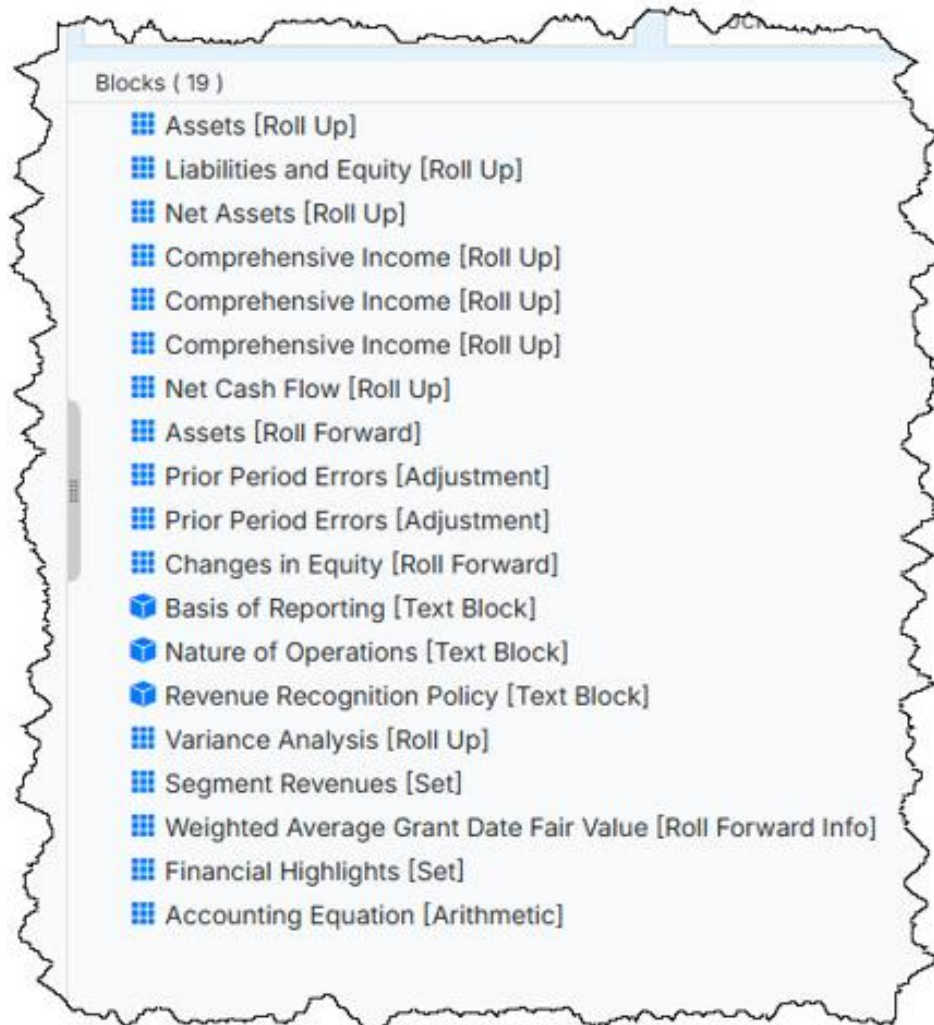 Blocks ( 19 )
Assets [Roll Up]
Liabilities and Equity [Roll Up]
Net Assets [Roll Up]
Comprehensive Income [Roll Up]
Comprehensive Income [Roll Up]
Comprehensive Income [Roll Up]
Net Cash Flow [Roll Up]
Assets [Roll Forward]
Prior Period Errors [Adjustment]
Prior Period Errors [Adjustment]
Changes in Equity [Roll Forward]
Basis of Reporting [Text Block]
Nature of Operations [Text Block]
Revenue Recognition Policy [Text Block]
Variance Analysis [Roll Up]
Segment Revenues [Set]
Weighted Average Grant Date Fair Value [Roll Forward Info]
Financial Highlights [Set]
Accounting Equation [Arithmetic]